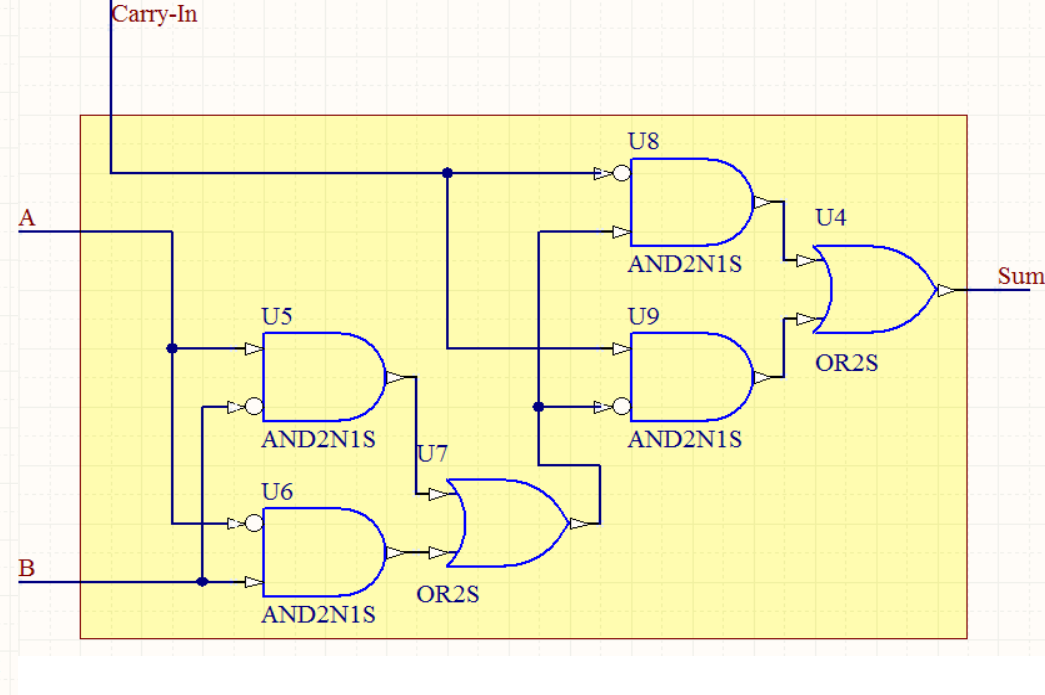 Carry-In
U8
A
U4
AND2N1S
Sum
U5
U9
OR2S
AND2N1S
AND2N1S
U7
U6
B
OR2S
AND2N1S